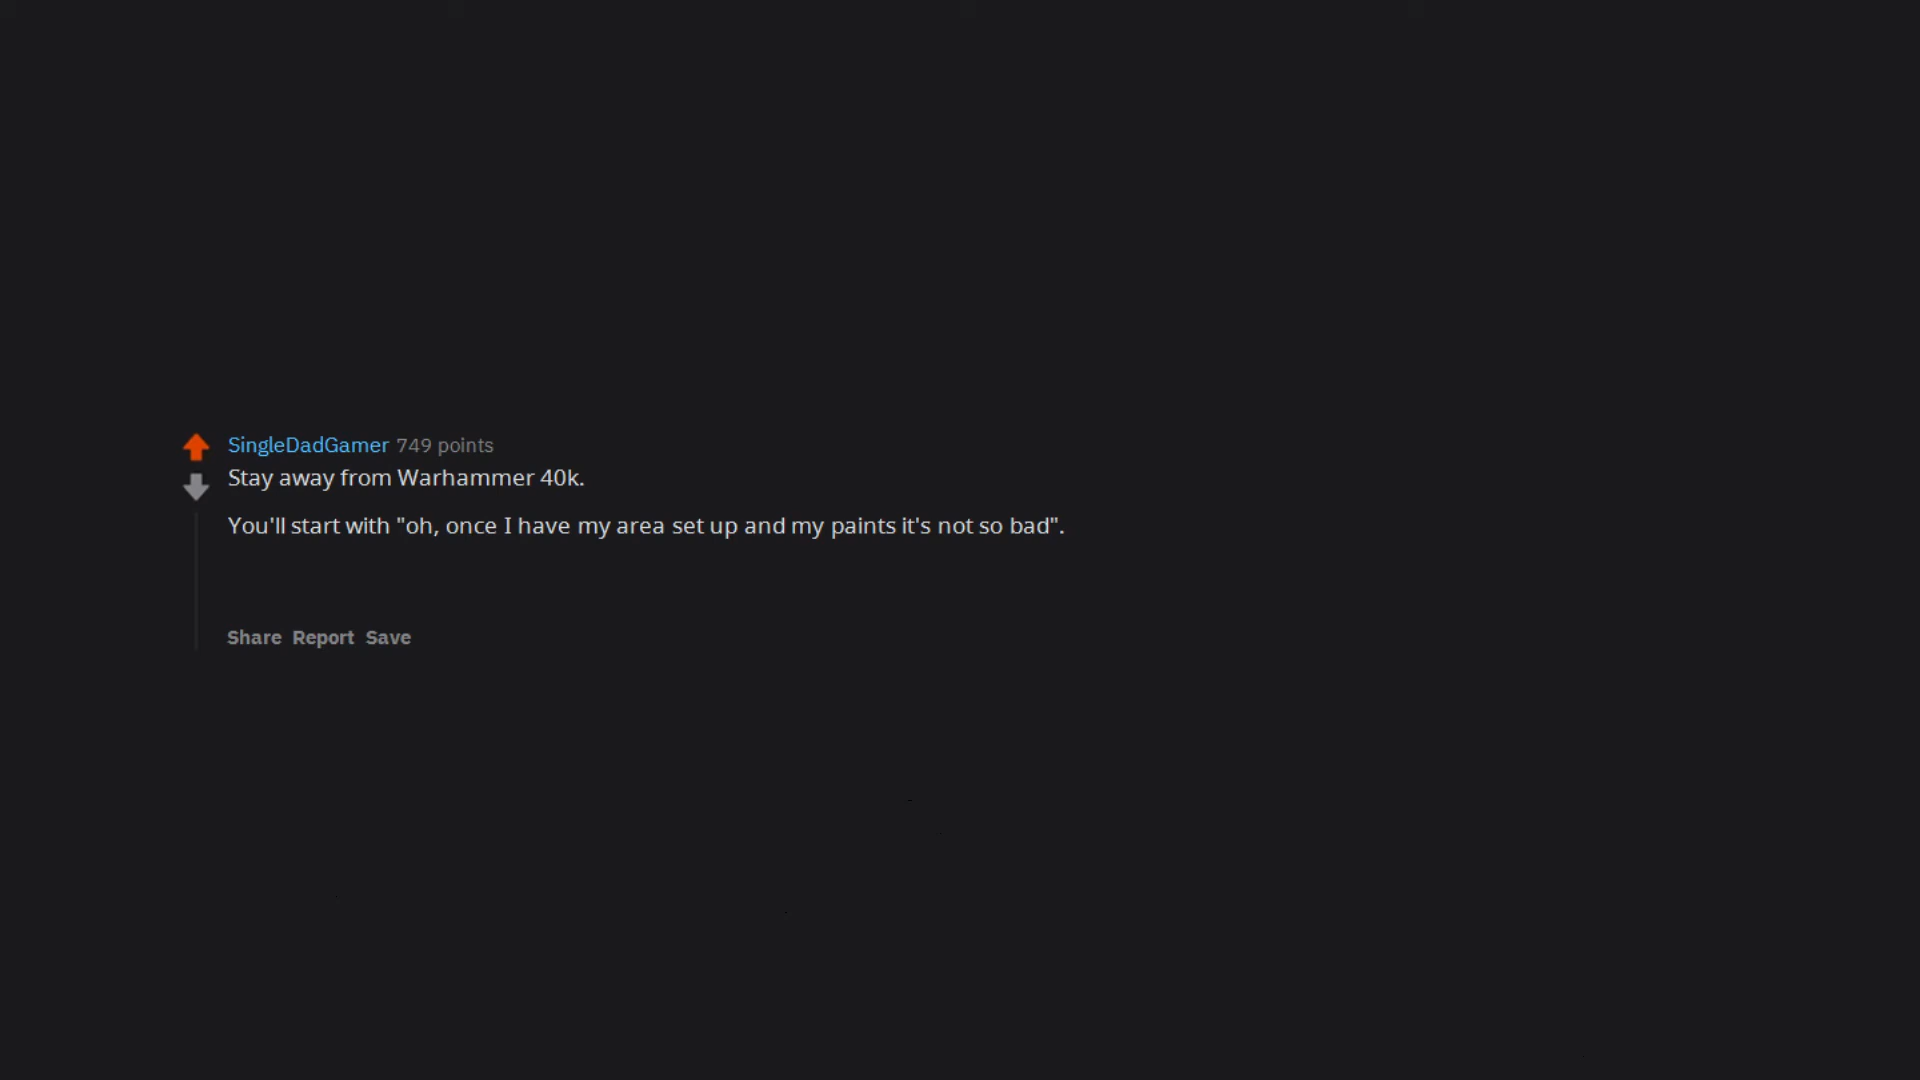 SingleDadGamer 749 points
Stay away from Warhammer 40k.
You'll start with "oh, once I have my area set up and my paints it's not so bad".
Share Report Save